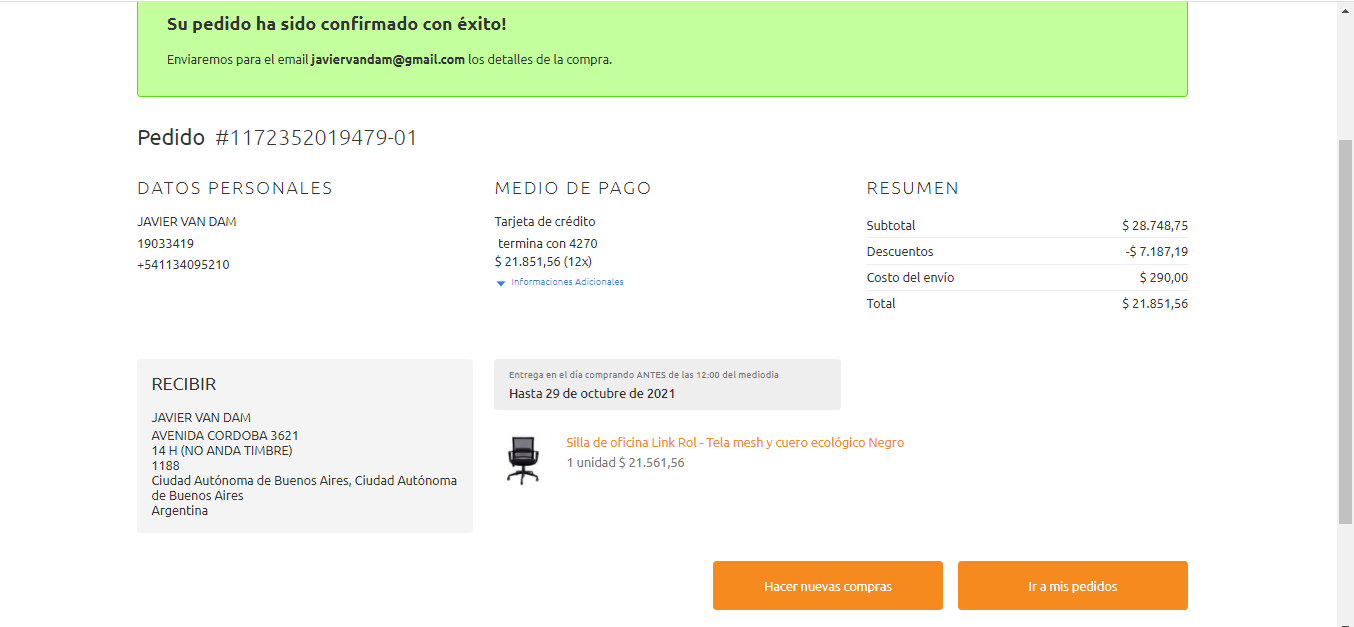 Su pedido ha sido confirmado con éxito!
Enviaremos para el email javiervandam@gmail.com los detalles de la compra.
Pedido #1172352019479-01
DATOS PERSONALES
JAVIER VAN DAM
19033419
+541134095210
MEDIO DE PAGO
Tarjeta de crédito
termina con 4270
$ 21.851,56 (12x)
Informaciones Adicionales
RESUMEN
Subtotal $ 28.748,75
Descuentos -$ 7.187,19
Costo del envío $ 290,00
Total $ 21.851,56
RECIBIR
JAVIER VAN DAM
AVENIDA CORDOBA 3621
14 H (NO ANDA TIMBRE)
1188
Ciudad Autónoma de Buenos Aires, Ciudad Autónoma
de Buenos Aires
Argentina
Entrega en el día comprando ANTES de las 12:00 del mediodia
Hasta 29 de octubre de 2021
Silla de oficina Link Rol - Tela mesh y cuero ecológico Negro
1 unidad $ 21.561,56
Hacer nuevas compras
Ir a mis pedidos